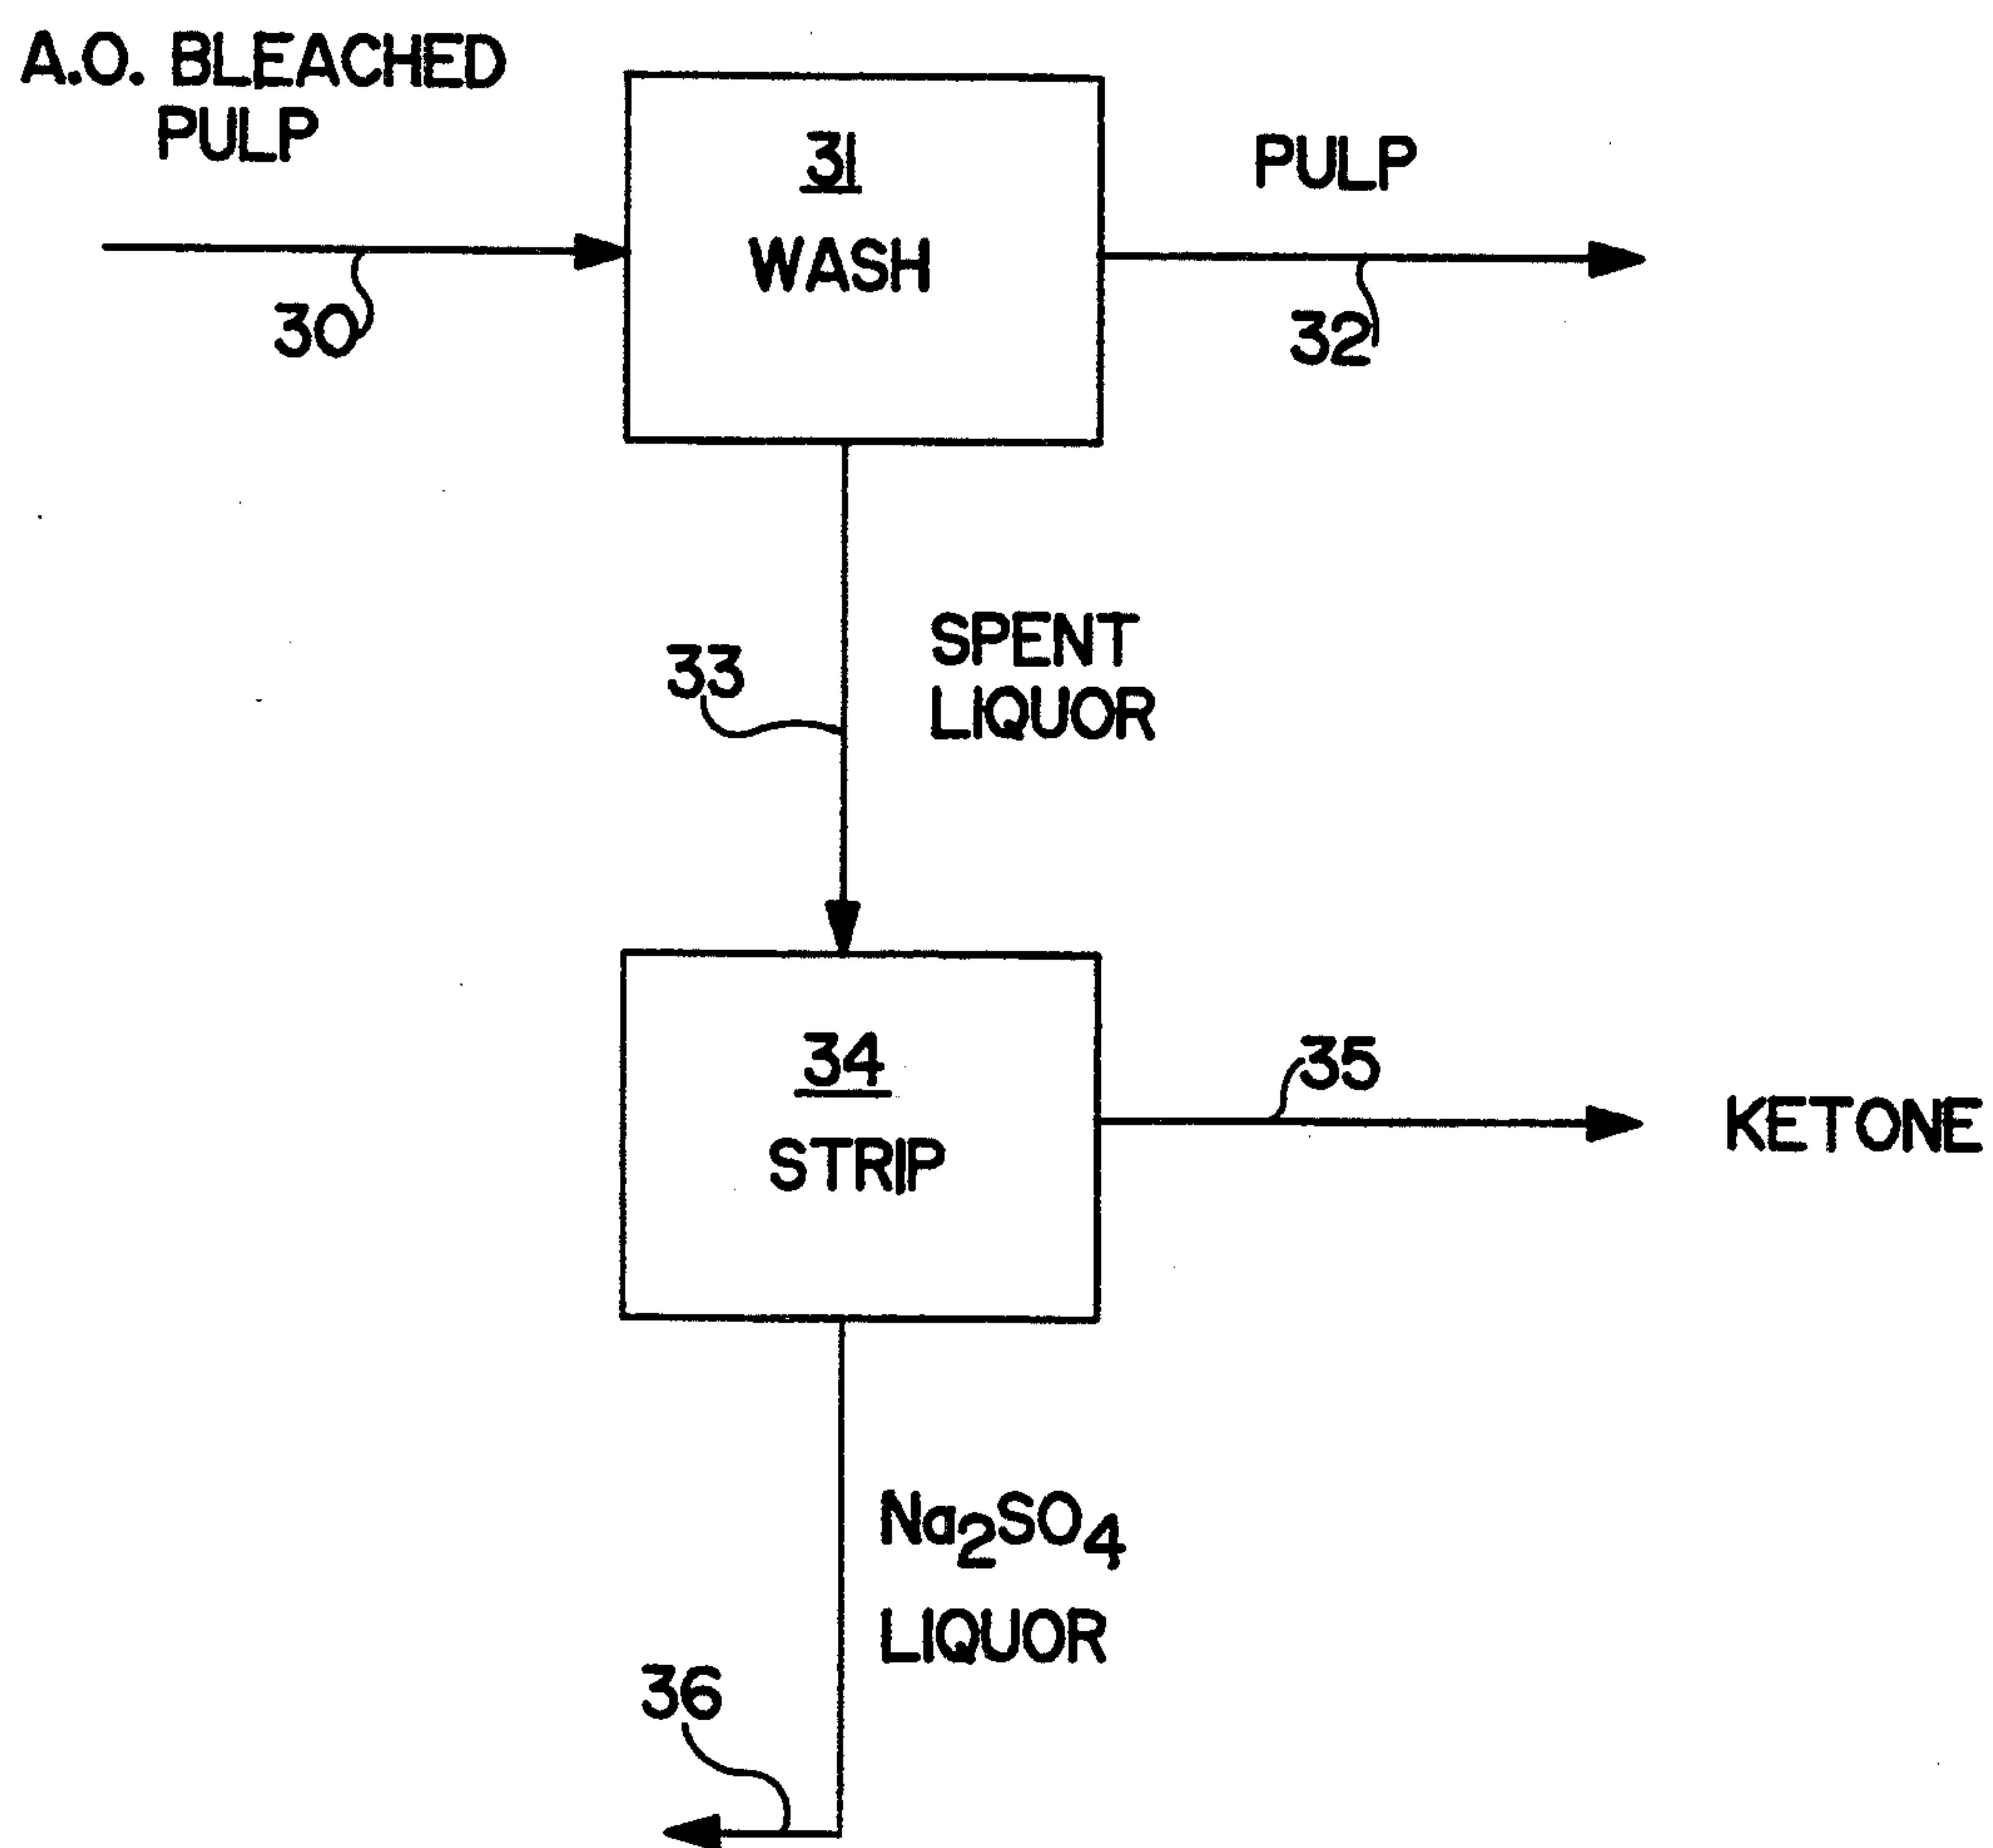 A.O. BLEACHED
PULP
30
31
WASH
PULP
32
33
SPENT
LIQUOR
34
STRIP
35
KETONE
Na2SO4
LIQUOR
36